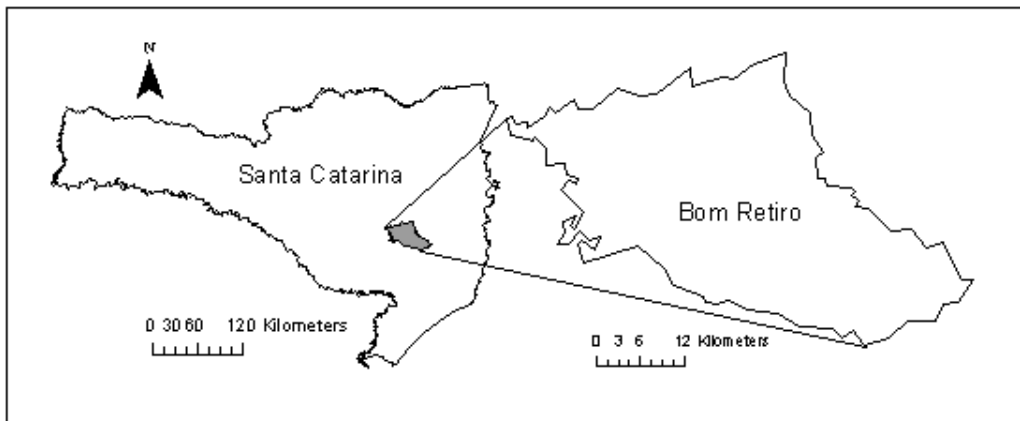 N
Santa Catarina
Bom Retiro
0 30 60 120 Kilometers
0 3 6 12 Kilometers